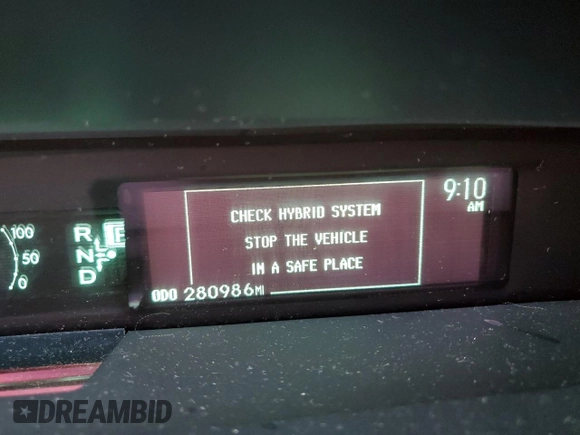 9:10
AM
CHECK HYBRID SYSTEM
STOP THE VEHICLE
IN A SAFE PLACE
ODO 280986MI
100
50
0
R P
N
D
DREAMBID